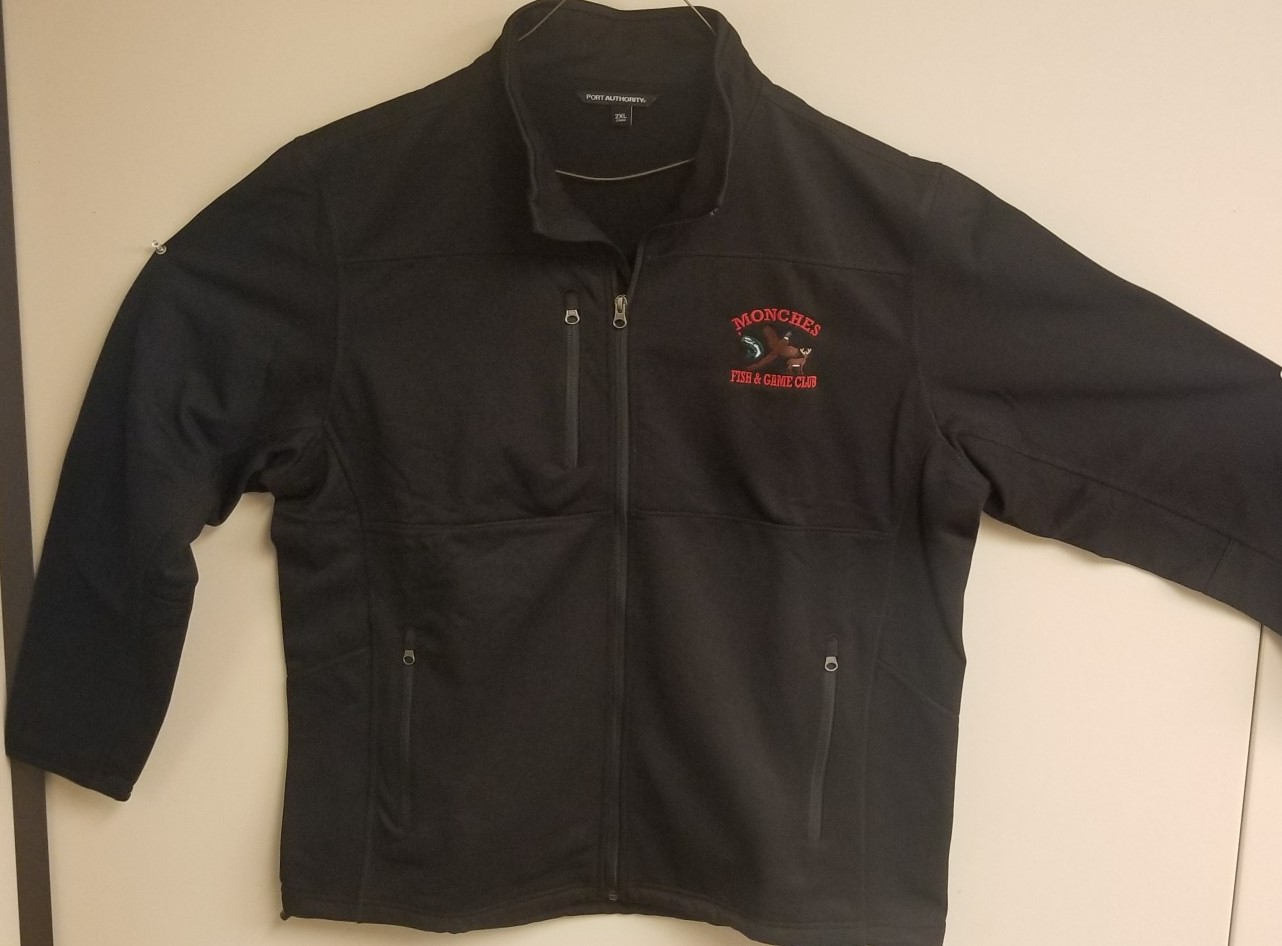 PORT AUTHORITY
2XL
MONCHES
FISH & GAME CLUB